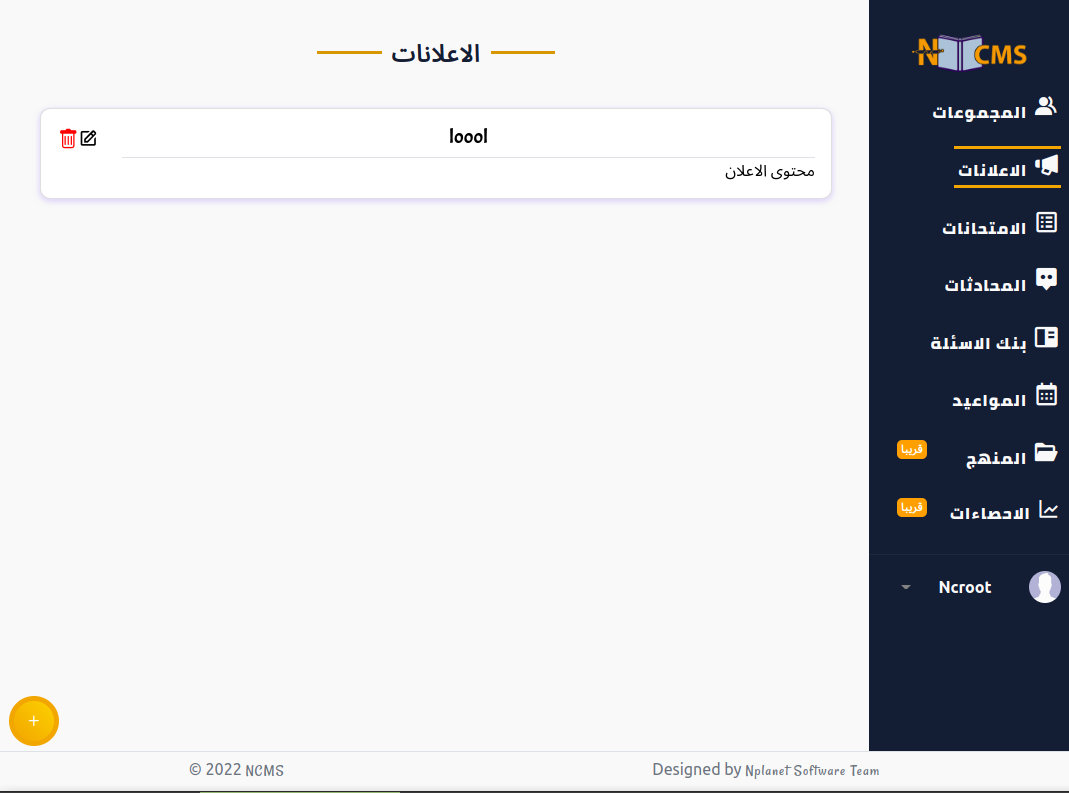 NCMS
المجموعات
الاعلانات
الامتحانات
المحادثات
بنك الاسئلة
المواعيد
المنهج
قريبا
الاحصاءات
قريبا
Ncroot
الاعلانات
loool
محتوى الاعلان
+
© 2022 NCMS
Designed by Nplanet Software Team